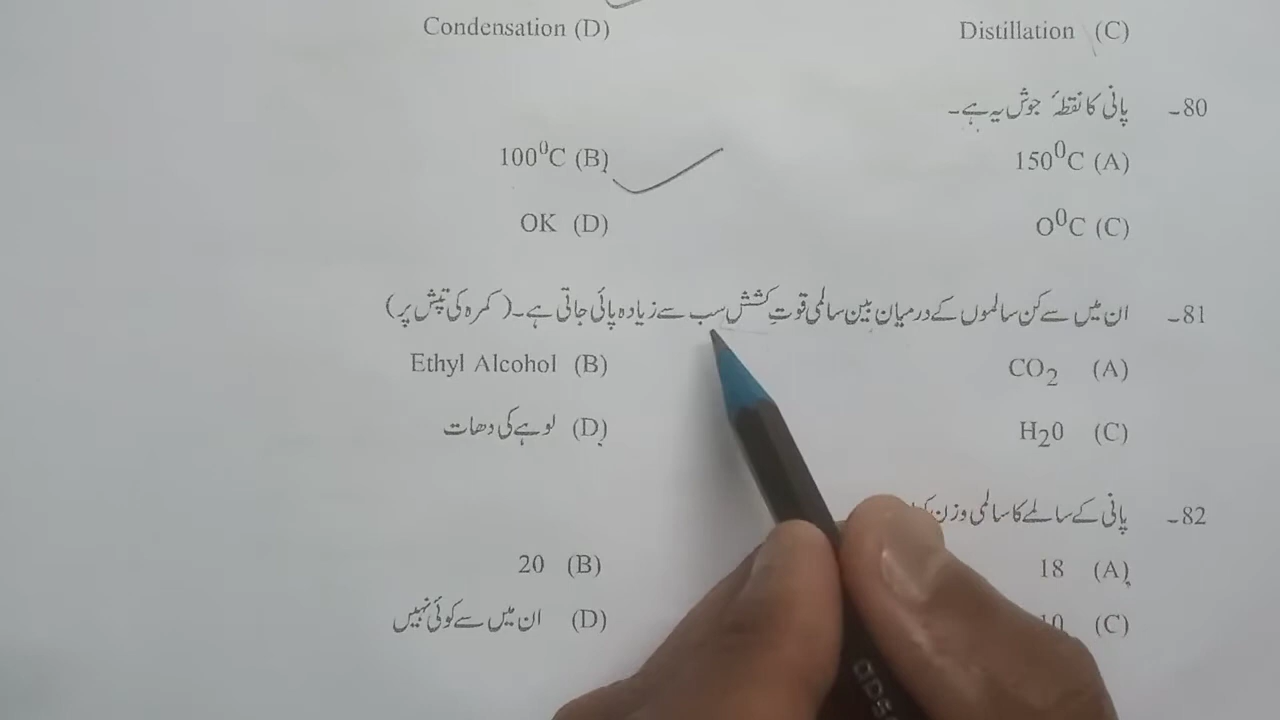 Distillation (C) Condensation (D)
80۔ پانی کا نقطۂ جوش یہ ہے۔
150⁰C (A) 100⁰C (B)
O⁰C (C) OK (D)
81۔ ان میں سے کن سالموں کے درمیان بین سالمی قوتِ کشش سب سے زیادہ پائی جاتی ہے۔ (کمرہ کی تپش پر)
CO₂ (A) Ethyl Alcohol (B)
H₂0 (C) لوہے کی دھات (D)
82۔ پانی کے سالمے کا سالمی وزن
18 (A) 20 (B)
10 (C) ان میں سے کوئی نہیں (D)
apsa